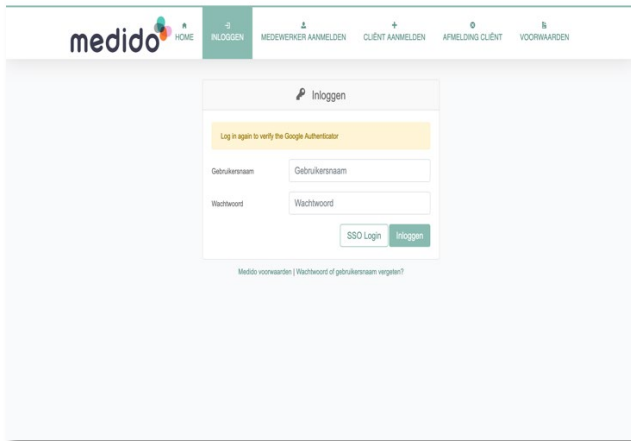 medido
HOME
INLOGGEN
MEDEWERKER AANMELDEN
CLIËNT AANMELDEN
AFMELDING CLIËNT
VOORWAARDEN
Inloggen
Log in again to verify the Google Authenticator
Gebruikersnaam Gebruikersnaam
Wachtwoord Wachtwoord
SSO Login Inloggen
Medido voorwaarden | Wachtwoord of gebruikersnaam vergeten?